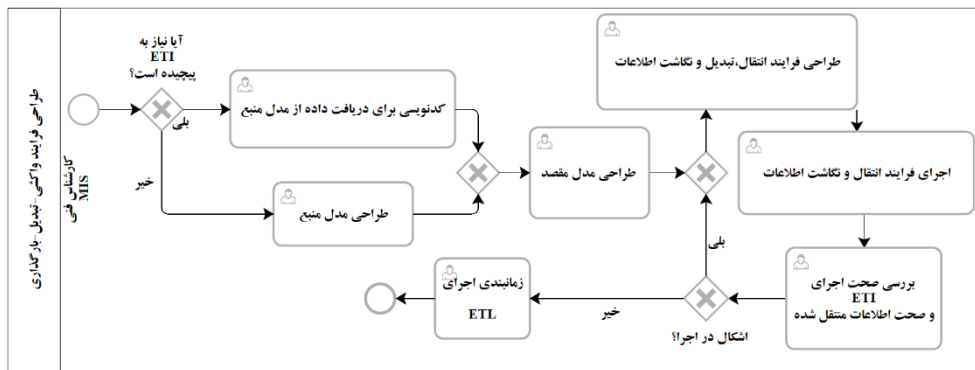 طراحی فرایند واکشی-تبدیل-بارگذاری
کارشناس فنی
MIS
آیا نیاز به
ETI
پیچیده است؟
بلی
خیر
کدنویسی برای دریافت داده از مدل منبع
طراحی مدل منبع
طراحی مدل مقصد
طراحی فرایند انتقال،تبدیل و نگاشت اطلاعات
اجرای فرایند انتقال و نگاشت اطلاعات
بررسی صحت اجرای
ETI
و صحت اطلاعات منتقل شده
اشکال در اجرا؟
بلی
خیر
زمانبندی اجرای
ETL